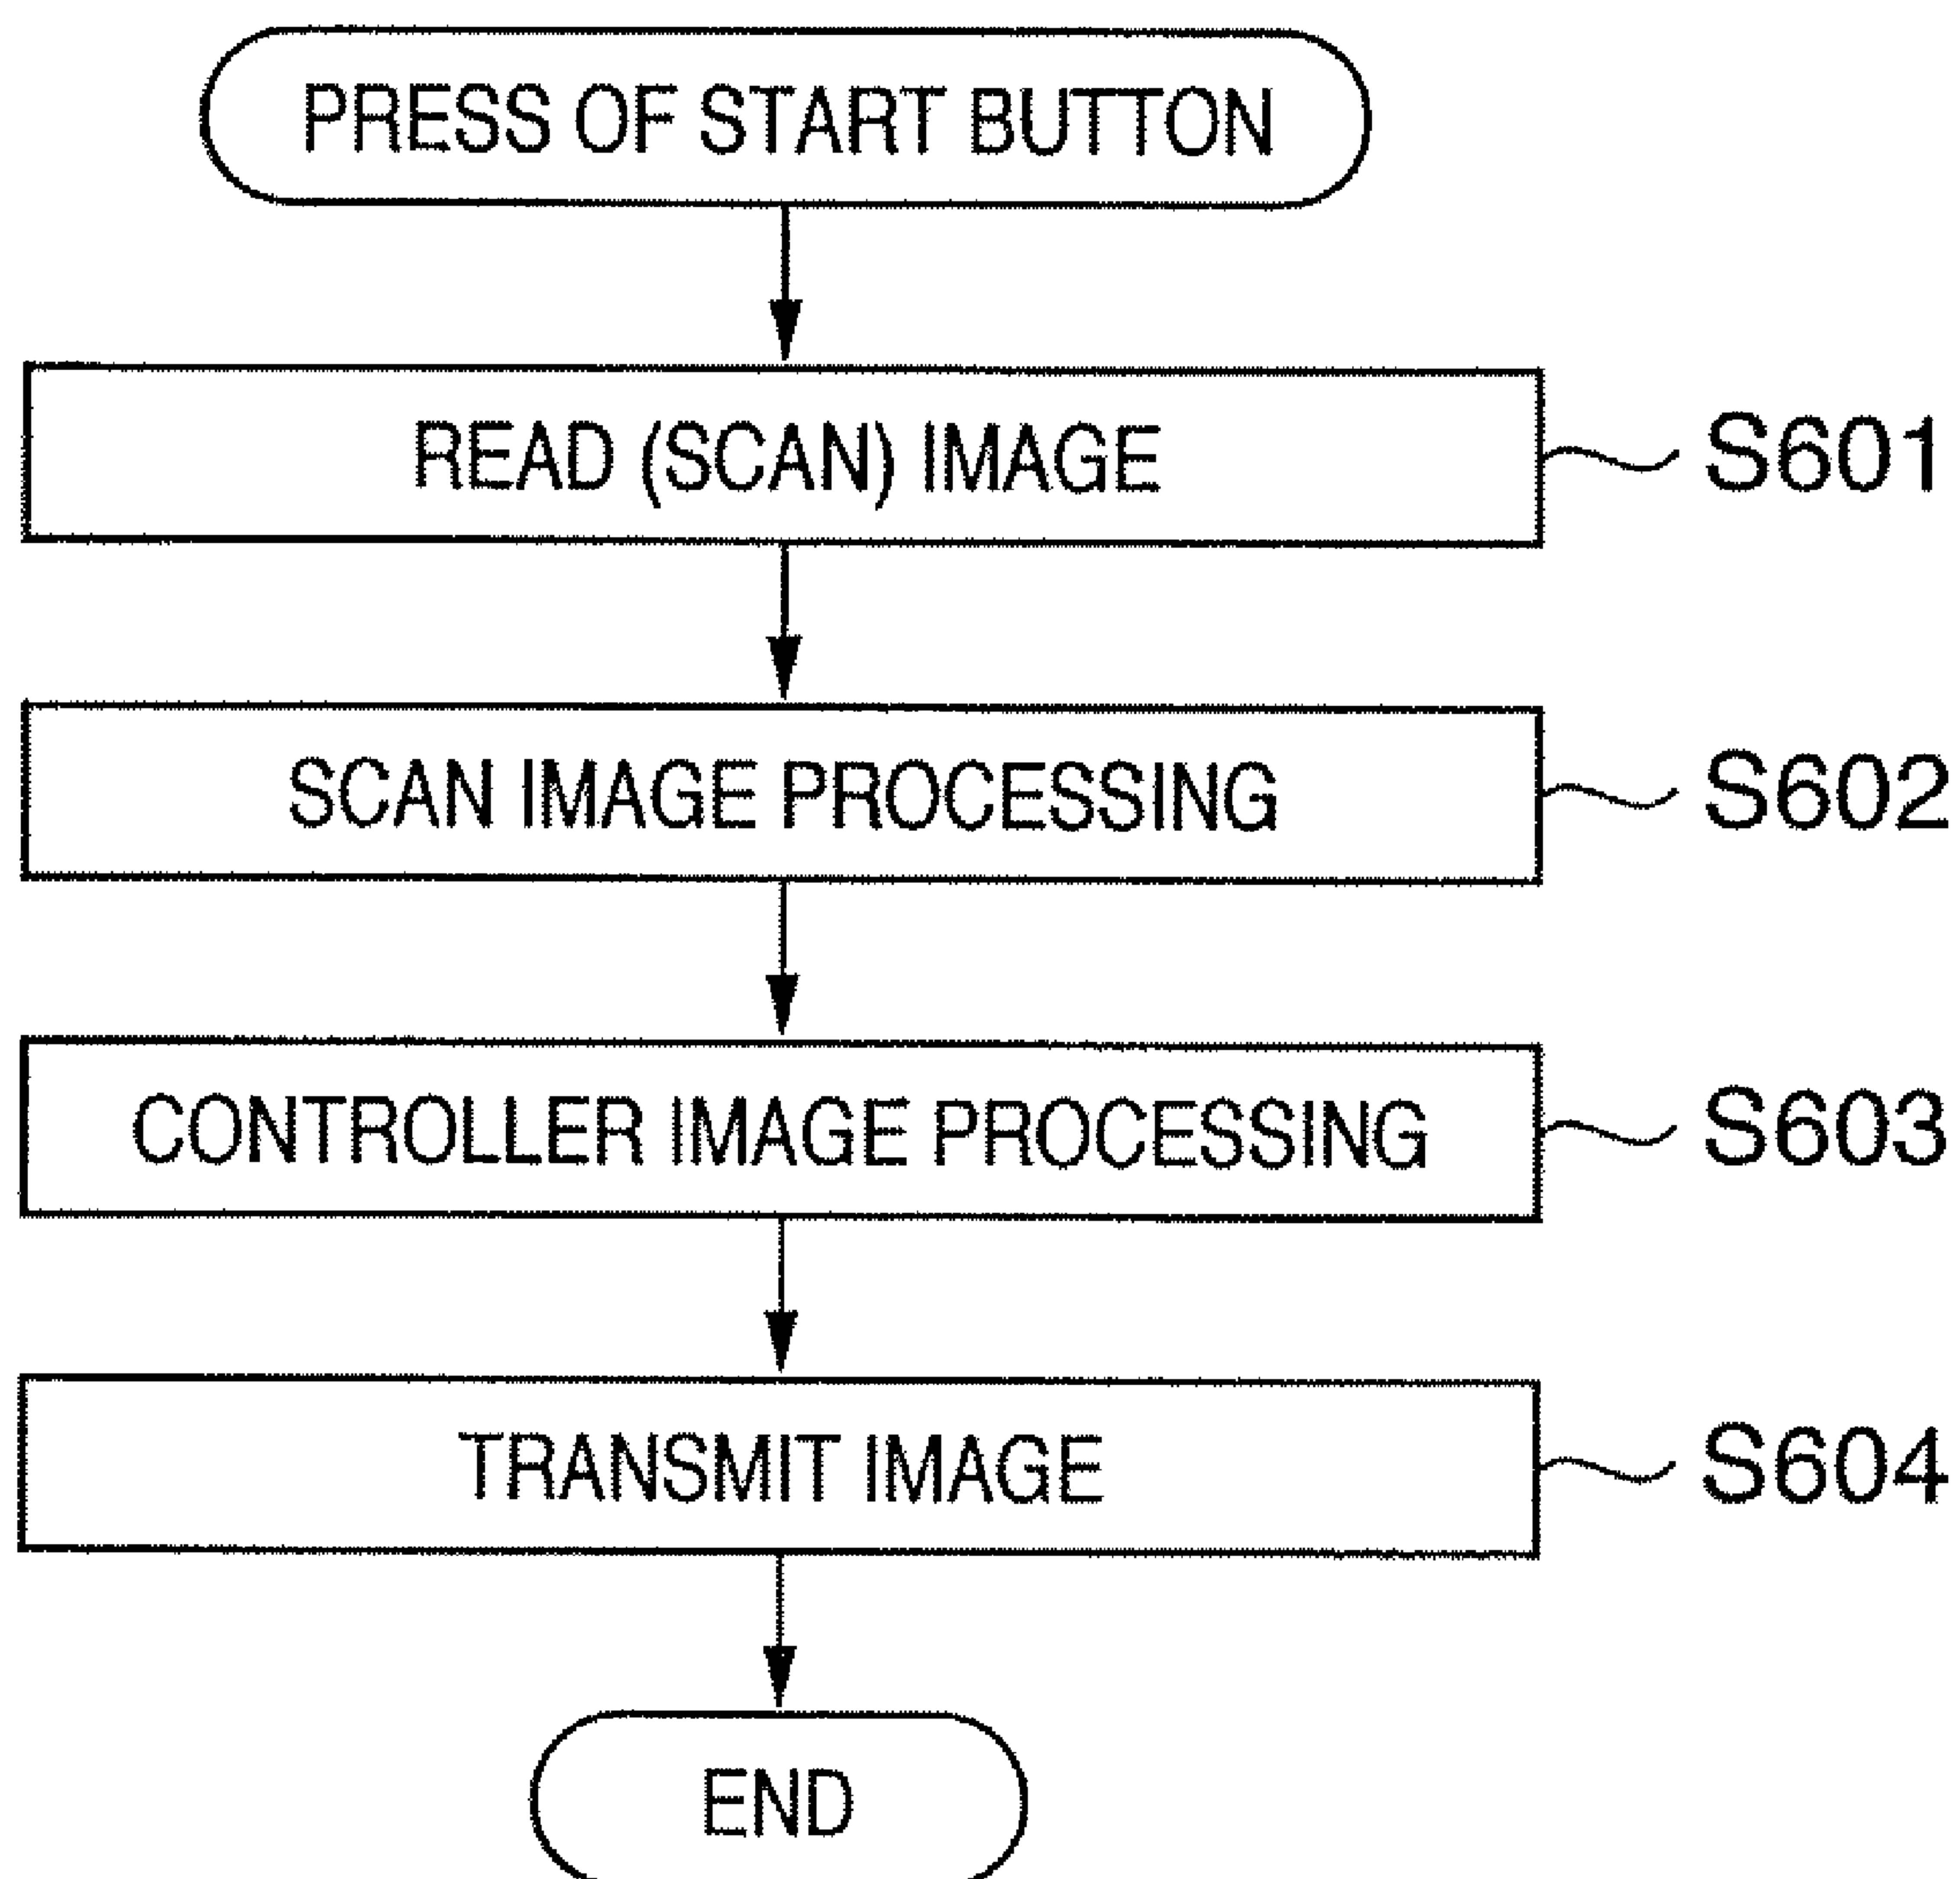 PRESS OF START BUTTON
READ (SCAN) IMAGE
S601
SCAN IMAGE PROCESSING
S602
CONTROLLER IMAGE PROCESSING
S603
TRANSMIT IMAGE
S604
END